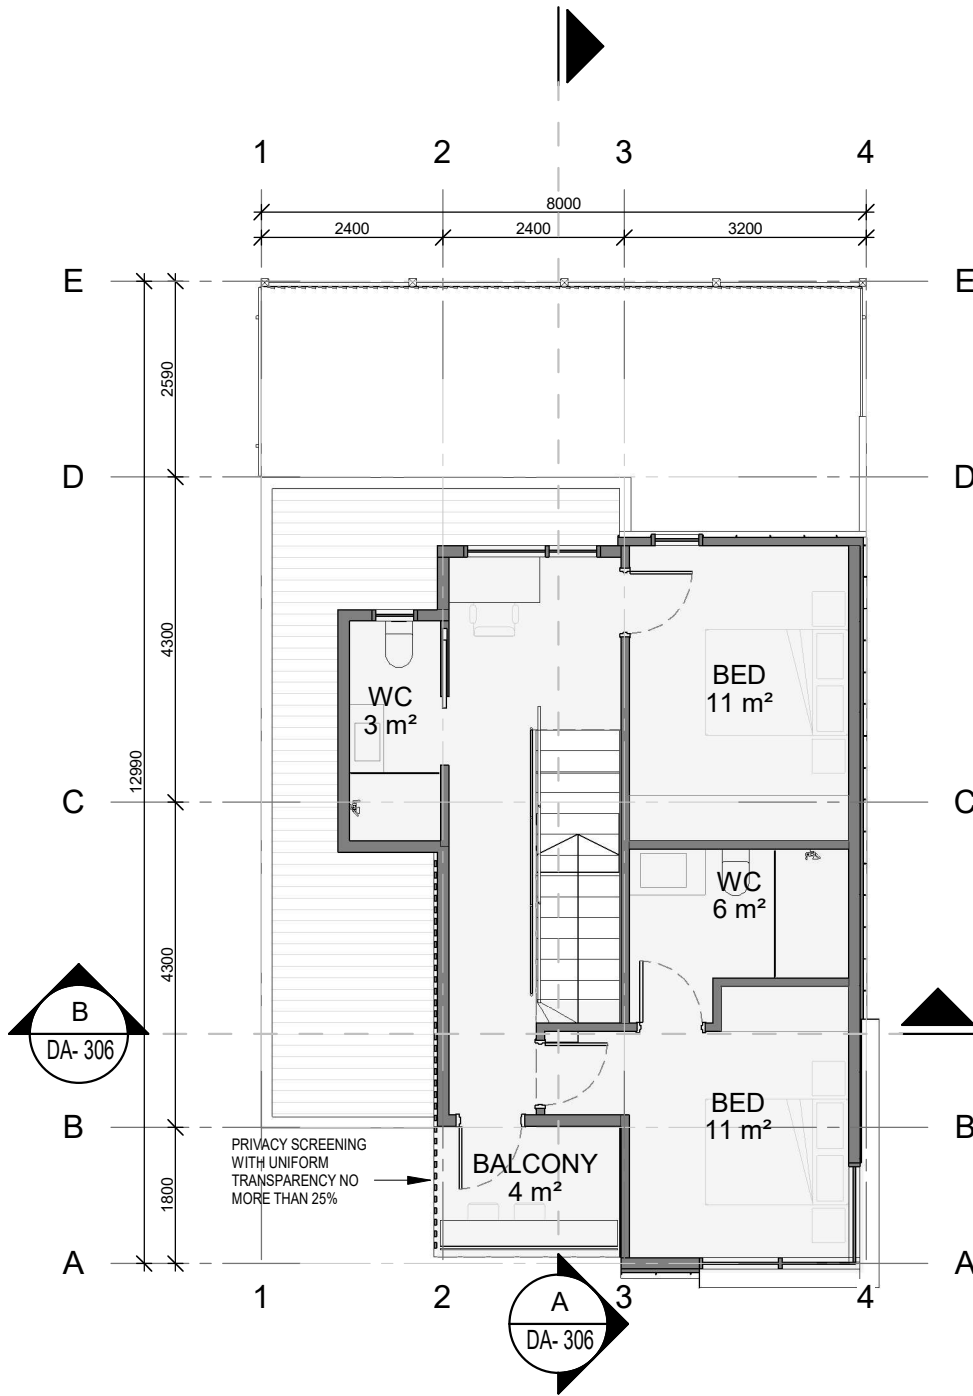 1 2 3 4
8000
2400 2400 3200
E E
2590
D D
4300
BED
11 m²
WC
3 m²
12990
C C
WC
6 m²
4300
B
DA- 306
BED
11 m²
B B
PRIVACY SCREENING
WITH UNIFORM
TRANSPARENCY NO
MORE THAN 25%
BALCONY
4 m²
1800
A A
1 2 3 4
A
DA- 306